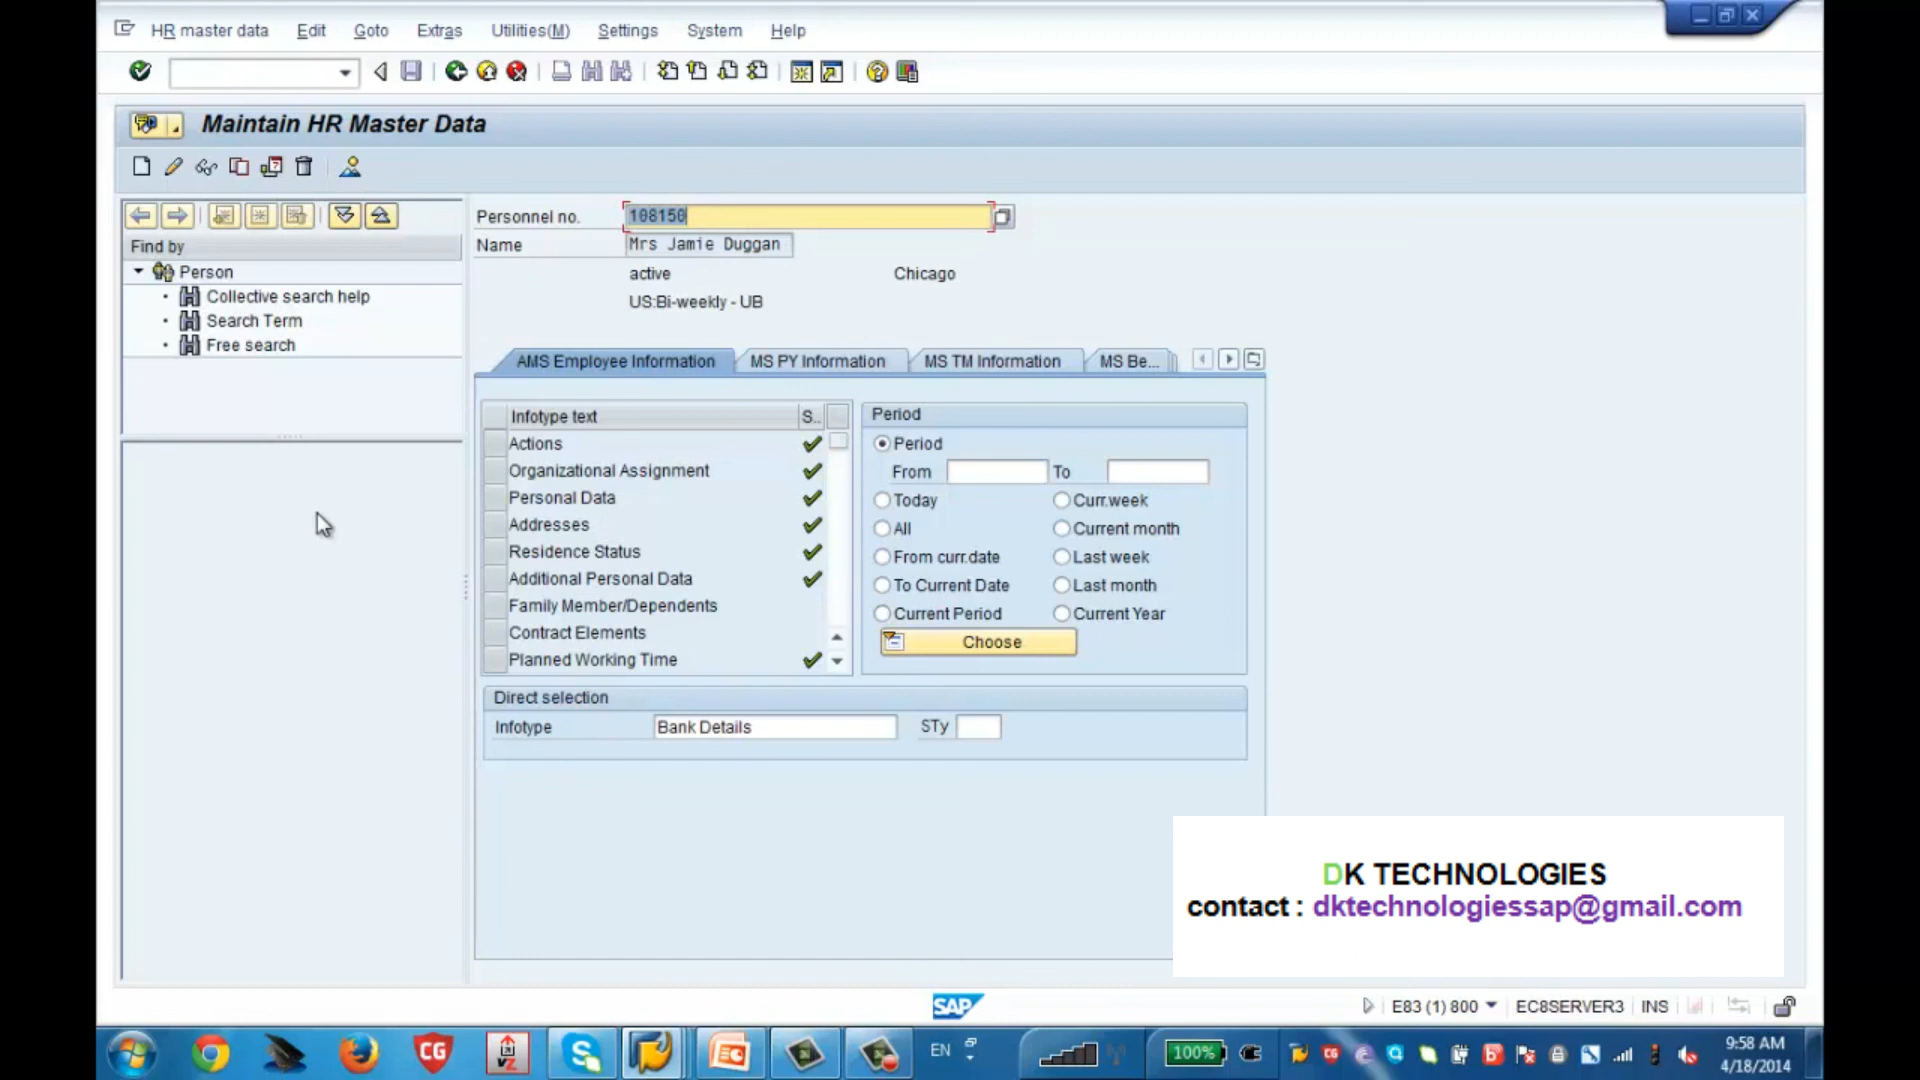 HR master data Edit Goto Extras Utilities(M) Settings System Help
Maintain HR Master Data
Find by
Person
Collective search help
Search Term
Free search
Personnel no. 108150
Name Mrs Jamie Duggan
active Chicago
US:Bi-weekly - UB
AMS Employee Information MS PY Information MS TM Information MS Be...
Infotype text S..
Actions
Organizational Assignment
Personal Data
Addresses
Residence Status
Additional Personal Data
Family Member/Dependents
Contract Elements
Planned Working Time
Period
Period
From To
Today Curr.week
All Current month
From curr.date Last week
To Current Date Last month
Current Period Current Year
Choose
Direct selection
Infotype Bank Details STy
DK TECHNOLOGIES
contact : dktechnologiessap@gmail.com
SAP
E83 (1) 800 EC8SERVER3 INS
CG
EN
100%
9:58 AM
4/18/2014